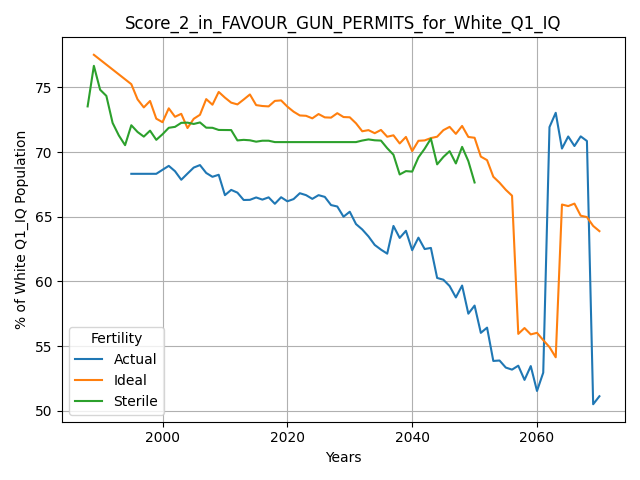 Score_2_in_FAVOUR_GUN_PERMITS_for_White_Q1_IQ
% of White Q1_IQ Population
75
70
65
60
55
50
Fertility
Actual
Ideal
Sterile
2000 2020 2040 2060
Years